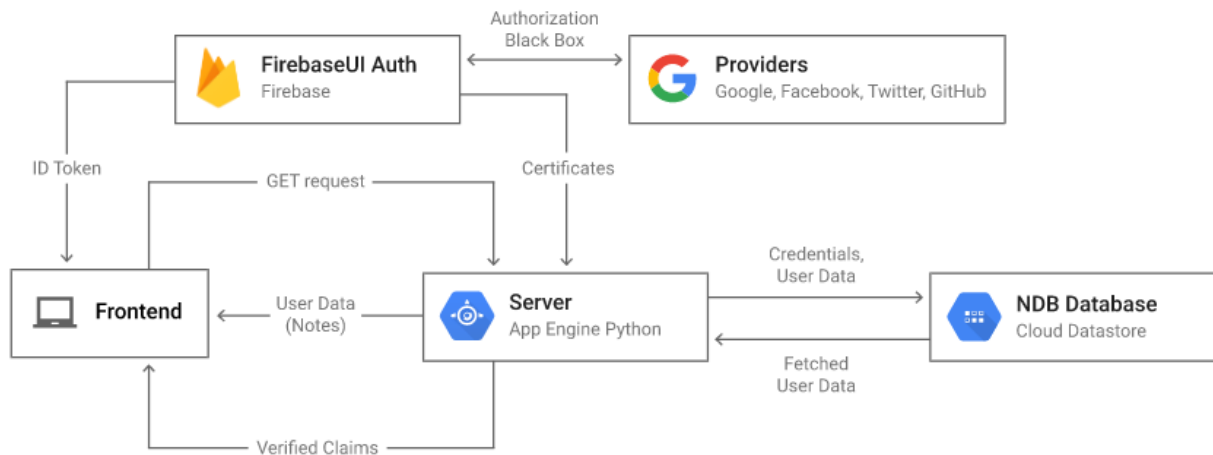 Authorization
Black Box
FirebaseUI Auth
Firebase
Providers
Google, Facebook, Twitter, GitHub
ID Token
GET request
Certificates
Credentials,
User Data
Frontend
User Data
(Notes)
Server
App Engine Python
NDB Database
Cloud Datastore
Fetched
User Data
Verified Claims